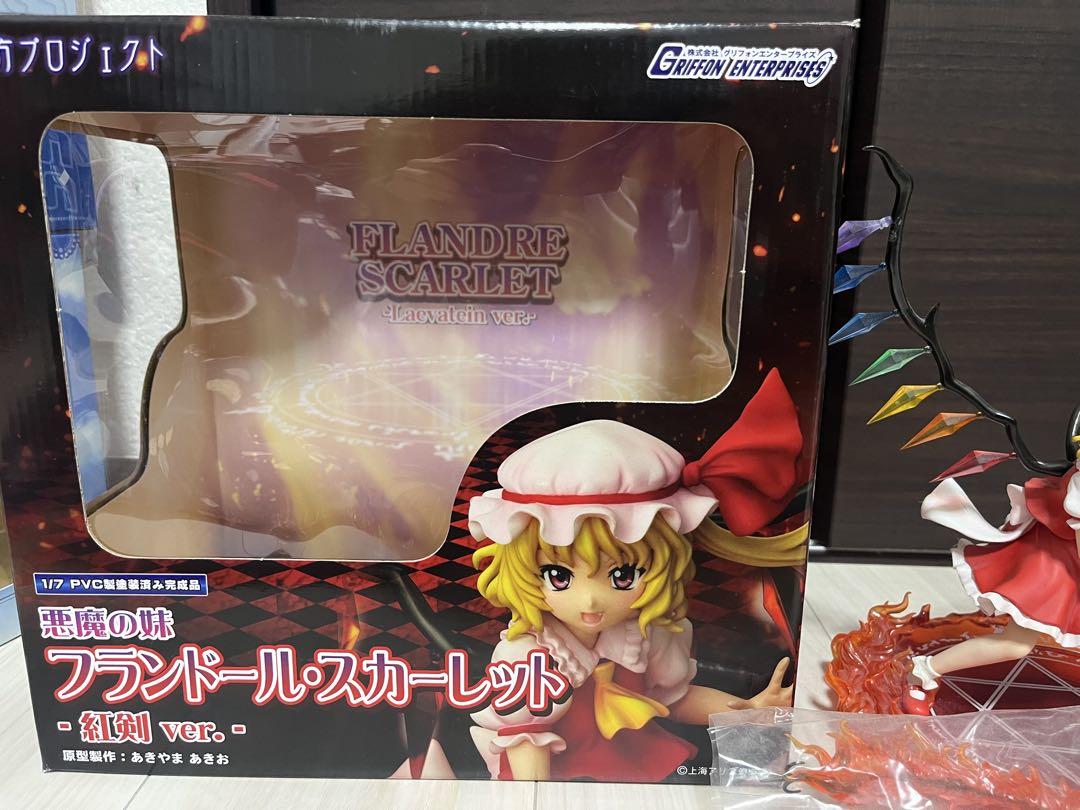 方プロジェクト
株式会社 グリフォンエンタープライズ
GRIFFON ENTERPRISES
FLANDRE
SCARLET
-Laevatein ver.-
1/7 PVC製塗装済み完成品
悪魔の妹
フランドール・スカーレット
- 紅剣 ver. -
原型製作：あきやま あきお
©上海アリス